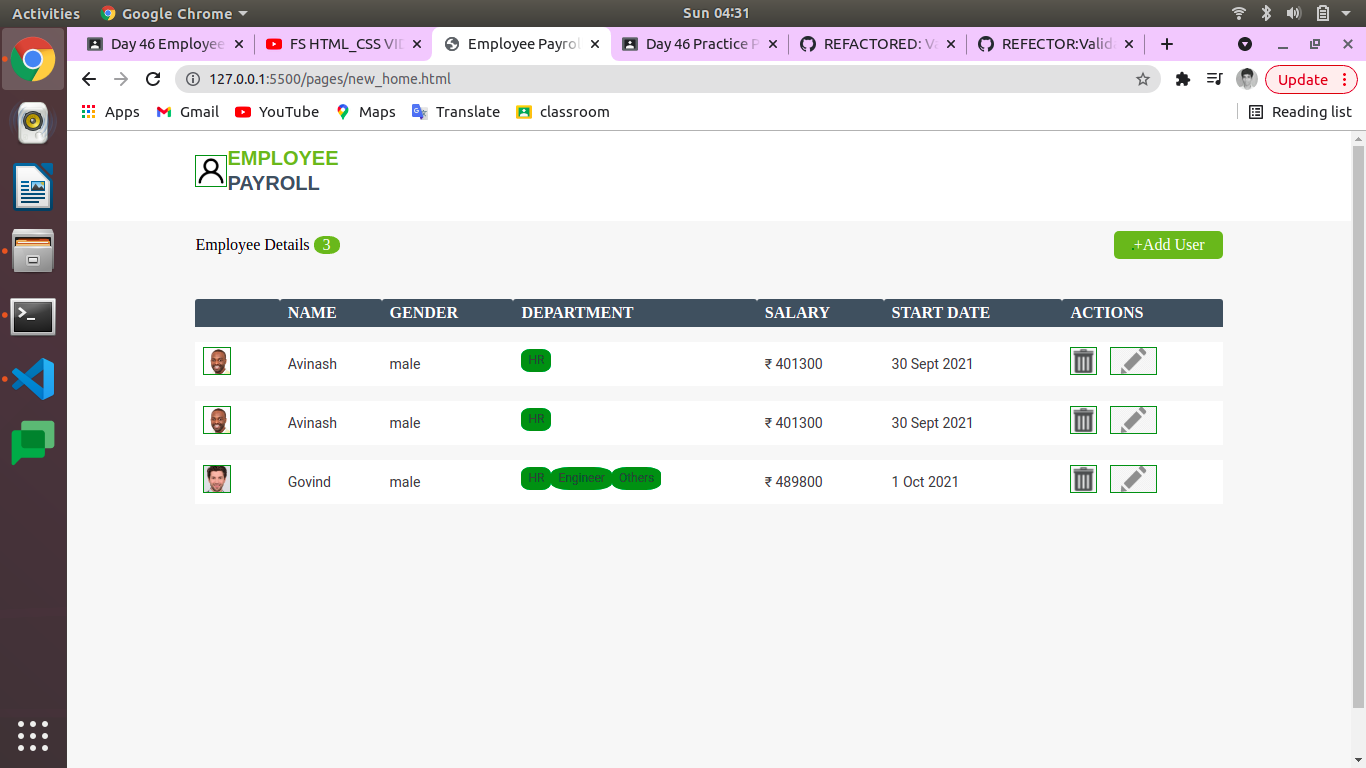 Activities Google Chrome Sun 04:31
Day 46 Employee FS HTML_CSS VID Employee Payrol Day 46 Practice P REFACTORED: Va REFECTOR:Valida
127.0.0.1:5500/pages/new_home.html Update
Apps Gmail YouTube Maps Translate classroom Reading list
EMPLOYEE
PAYROLL
Employee Details 3 .+Add User
NAME GENDER DEPARTMENT SALARY START DATE ACTIONS
Avinash male HR ₹ 401300 30 Sept 2021
Avinash male HR ₹ 401300 30 Sept 2021
Govind male HR Engineer Others ₹ 489800 1 Oct 2021